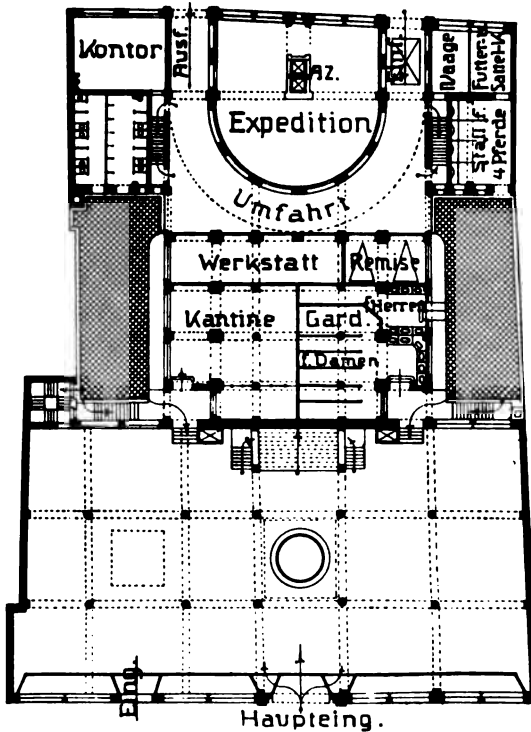 Kontor
Ausf.
AZ.
Einf.
Waage
Futter-u.
Sattel-K.
Expedition
Stall f.
4 Pferde
Umfahrt
Werkstatt
Remise
Kantine
Gard
f. Herren
f. Damen
Eing.
Haupteing.